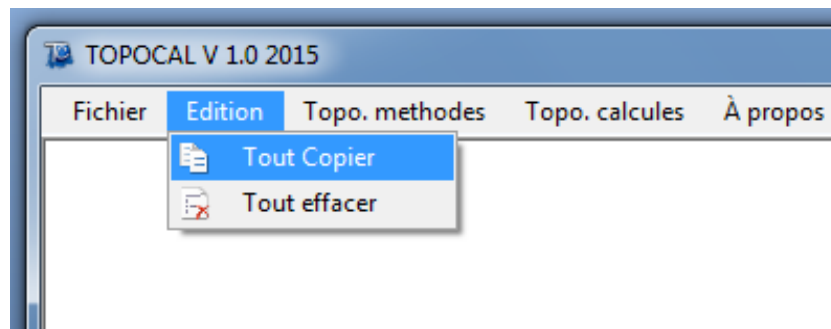 TOPOCAL V 1.0 2015
Fichier Edition Topo. methodes Topo. calcules À propos
Tout Copier
Tout effacer